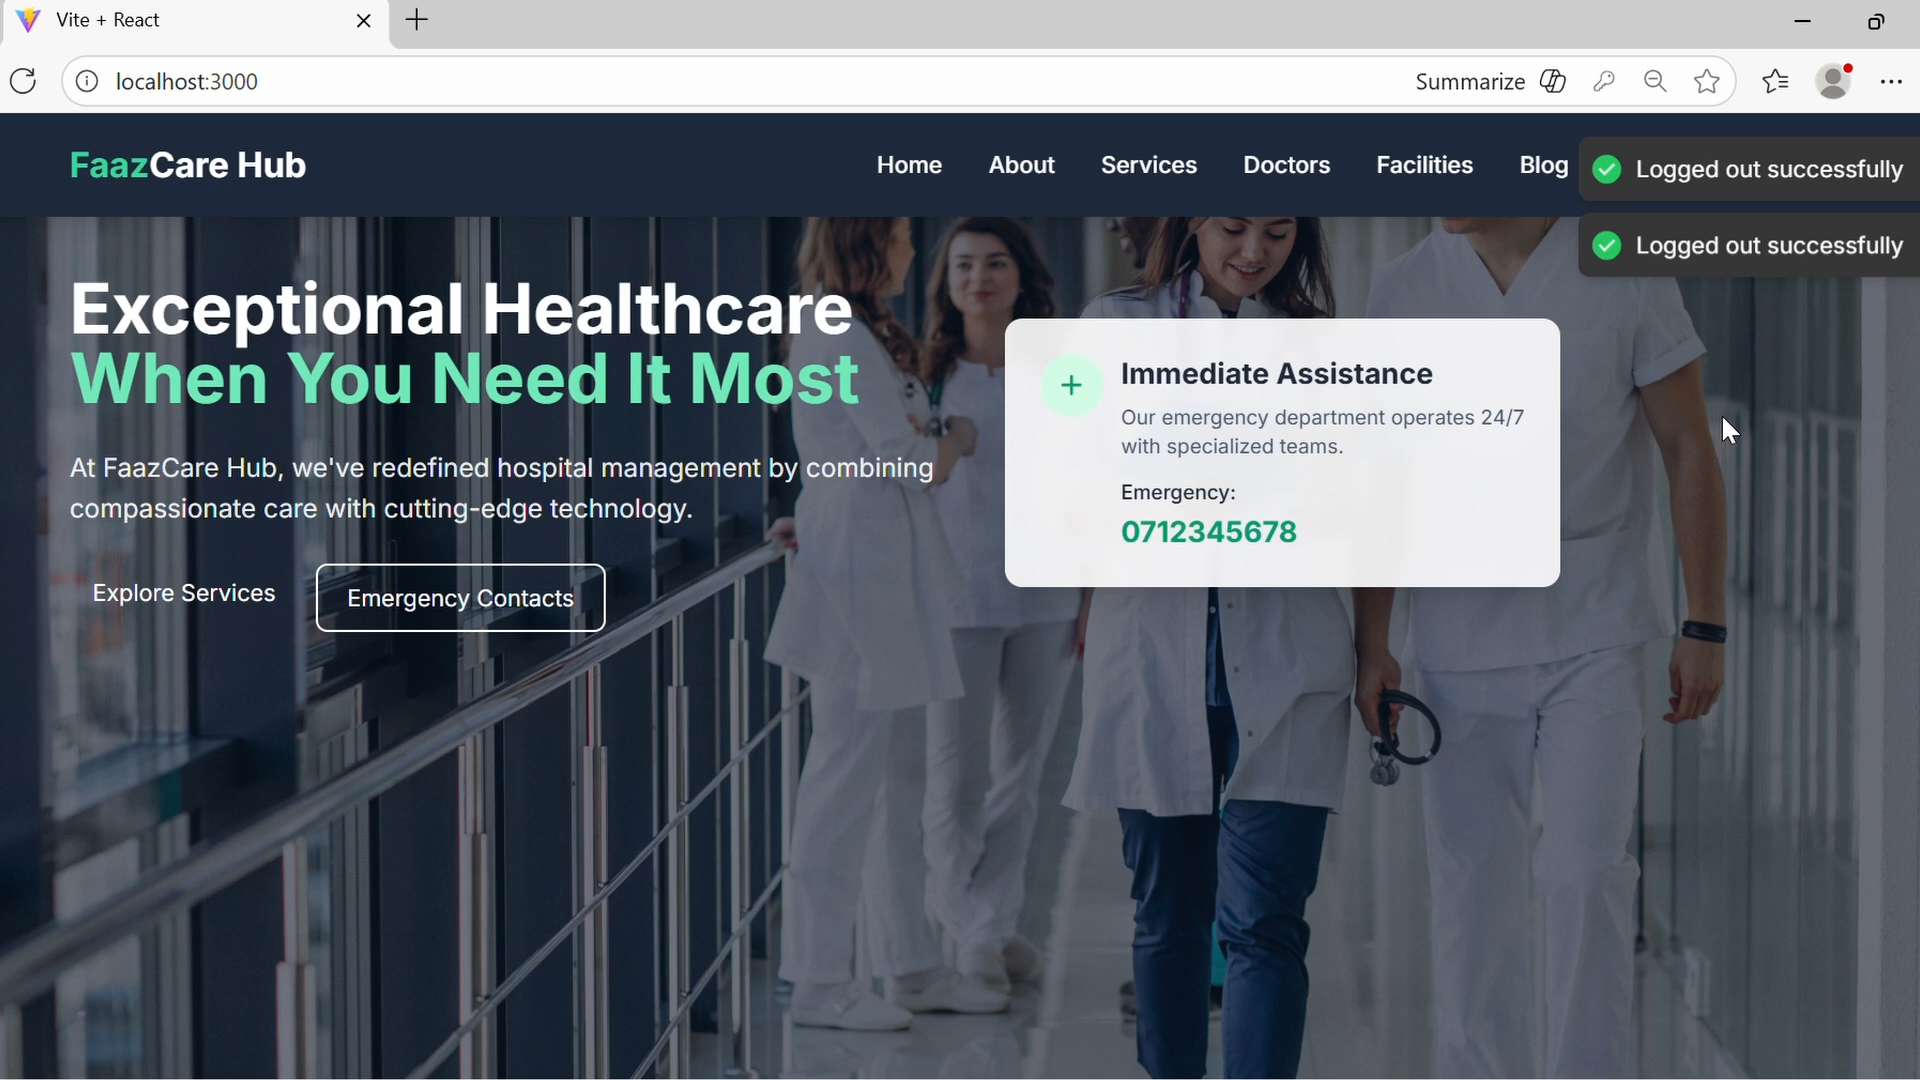 Vite + React
localhost:3000
Summarize
FaazCare Hub
Home About Services Doctors Facilities Blog
Logged out successfully
Logged out successfully
Exceptional Healthcare
When You Need It Most
At FaazCare Hub, we've redefined hospital management by combining
compassionate care with cutting-edge technology.
Explore Services
Emergency Contacts
Immediate Assistance
Our emergency department operates 24/7
with specialized teams.
Emergency:
0712345678